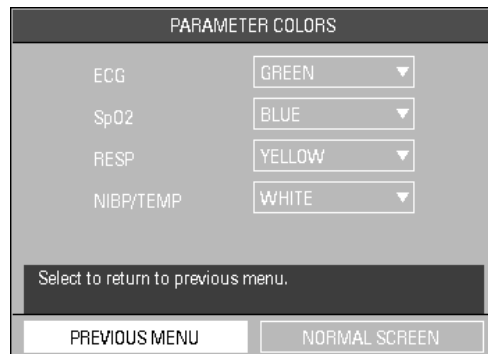 PARAMETER COLORS
ECG GREEN
SpO2 BLUE
RESP YELLOW
NIBP/TEMP WHITE
Select to return to previous menu.
PREVIOUS MENU NORMAL SCREEN